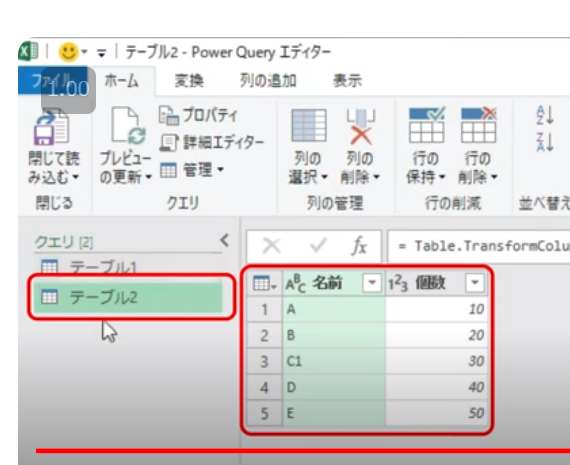 テーブル2 - Power Query エディター
ファイル ホーム 変換 列の追加 表示
1.00
閉じて読み込む
プレビューの更新
プロパティ
詳細エディター
管理
列の選択
列の削除
行の保持
行の削除
閉じる クエリ 列の管理 行の削減 並べ替え
クエリ [2]
fx = Table.TransformColu
テーブル1
テーブル2
ABC 名前 123 個数
1 A 10
2 B 20
3 C1 30
4 D 40
5 E 50